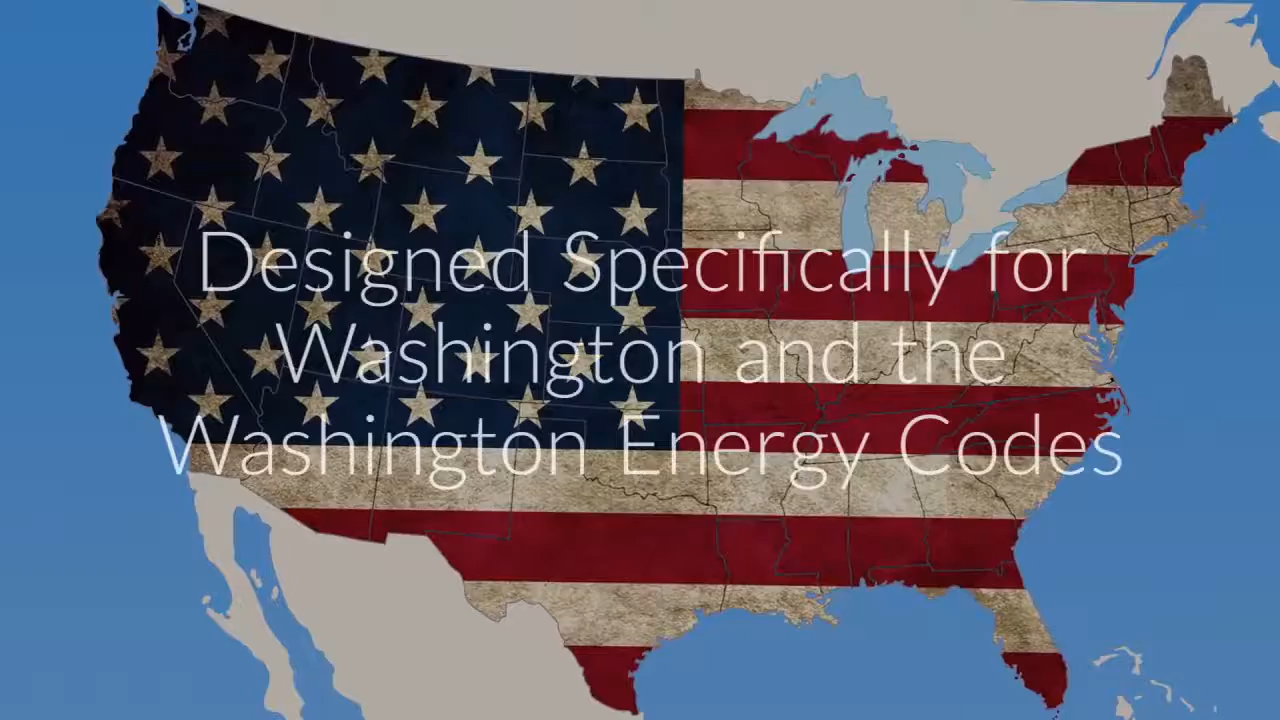 Designed Specifically for
Washington and the
Washington Energy Codes